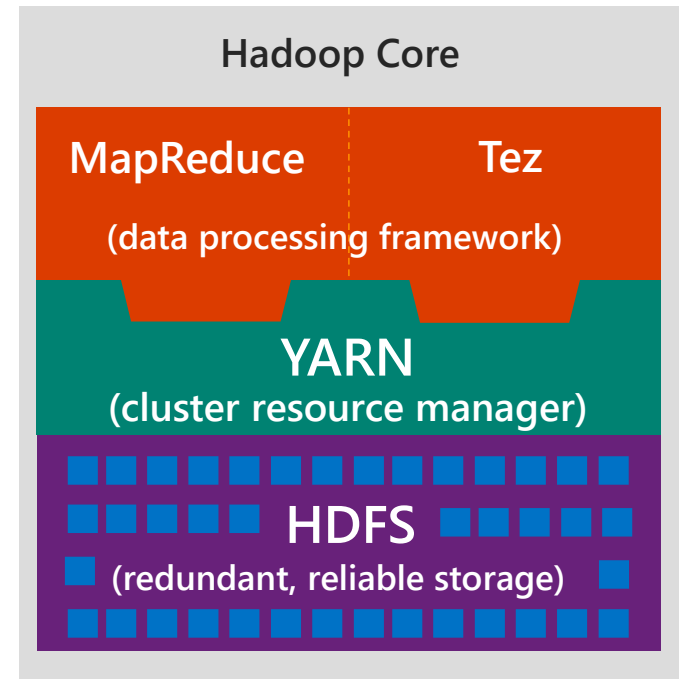 Hadoop Core
MapReduce
Tez
(data processing framework)
YARN
(cluster resource manager)
HDFS
(redundant, reliable storage)